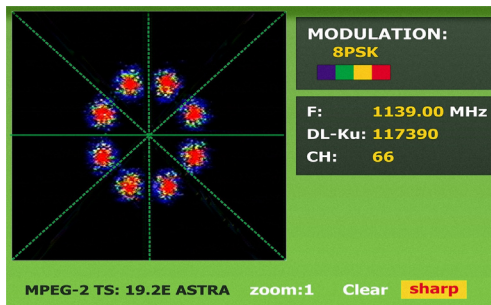 MODULATION:
8PSK
F: 1139.00 MHz
DL-Ku: 117390
CH: 66
MPEG-2 TS: 19.2E ASTRA zoom:1 Clear sharp